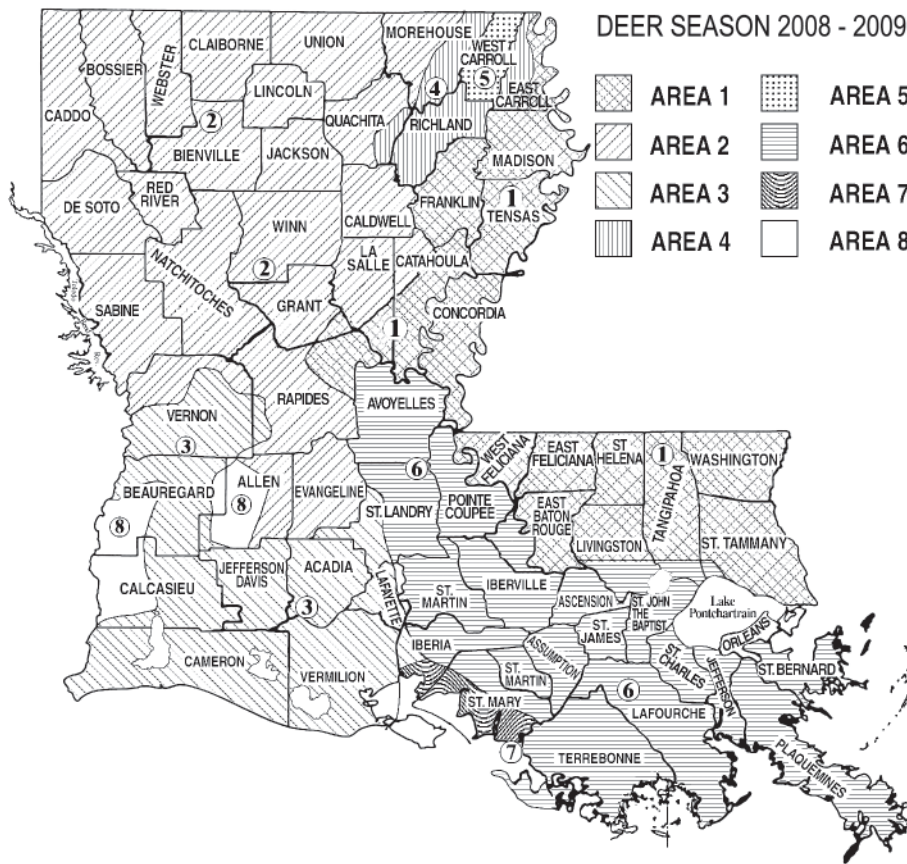 DEER SEASON 2008 - 2009
AREA 1
AREA 2
AREA 3
AREA 4
AREA 5
AREA 6
AREA 7
AREA 8
CADDO
BOSSIER
WEBSTER
CLAIBORNE
UNION
MOREHOUSE
WEST
CARROLL
5
EAST
CARROLL
LINCOLN
4
2
QUACHITA
RICHLAND
BIENVILLE
JACKSON
MADISON
DE SOTO
RED
RIVER
WINN
CALDWELL
FRANKLIN
1
TENSAS
NATCHITOCHES
2
LA
SALLE
CATAHOULA
SABINE
GRANT
CONCORDIA
1
VERNON
3
RAPIDES
AVOYELLES
WEST
FELICIANA
EAST
FELICIANA
ST
HELENA
1
TANGIPAHOA
WASHINGTON
BEAUREGARD
8
ALLEN
8
EVANGELINE
ST. LANDRY
6
POINTE
COUPEE
EAST
BATON
ROUGE
LIVINGSTON
ST. TAMMANY
CALCASIEU
JEFFERSON
DAVIS
ACADIA
3
LAFAYETTE
ST.
MARTIN
IBERVILLE
ASCENSION
ST. JOHN
THE
BAPTIST
Lake
Pontchartrain
ORLEANS
CAMERON
VERMILION
IBERIA
ST.
MARTIN
ASSUMPTION
ST.
JAMES
ST.
CHARLES
JEFFERSON
ST. BERNARD
ST. MARY
6
LAFOURCHE
7
TERREBONNE
PLAQUEMINES